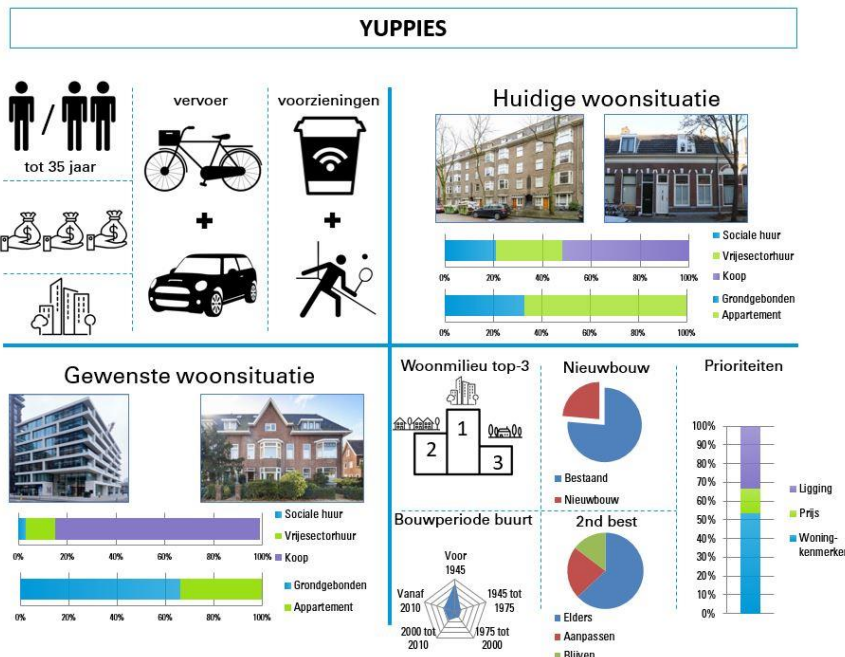 YUPPIES
tot 35 jaar
vervoer
voorzieningen
Huidige woonsituatie
Sociale huur
Vrijesectorhuur
Koop
0% 20% 40% 60% 80% 100%
Grondgebonden
Appartement
0% 20% 40% 60% 80% 100%
Gewenste woonsituatie
Sociale huur
Vrijesectorhuur
Koop
0% 20% 40% 60% 80% 100%
Grondgebonden
Appartement
0% 20% 40% 60% 80% 100%
Woonmilieu top-3
1
2
3
Nieuwbouw
Bestaand
Nieuwbouw
Bouwperiode buurt
Voor
1945
1945 tot
1975
1975 tot
2000
2000 tot
2010
Vanaf
2010
2nd best
Elders
Aanpassen
Blijven
Prioriteiten
100%
90%
80%
70%
60%
50%
40%
30%
20%
10%
0%
Ligging
Prijs
Woning-
kenmerken